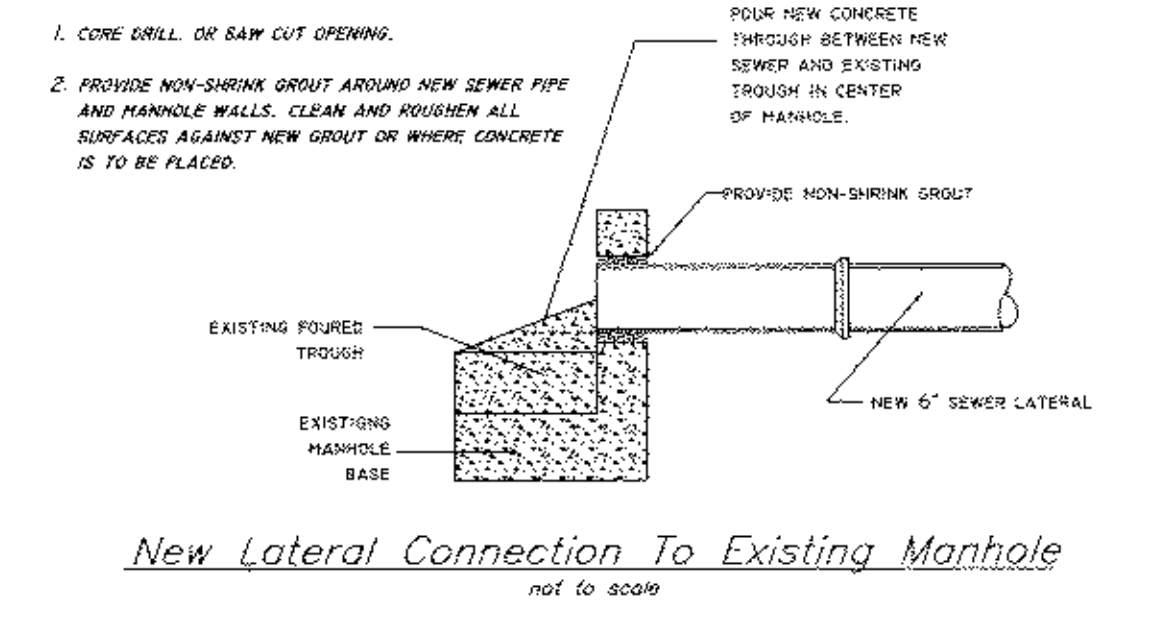 1. CORE DRILL. OR SAW CUT OPENING.
2. PROVIDE NON-SHRINK GROUT AROUND NEW SEWER PIPE
AND MANHOLE WALLS. CLEAN AND ROUGHEN ALL
SURFACES AGAINST NEW GROUT OR WHERE CONCRETE
IS TO BE PLACED.
POUR NEW CONCRETE
THROUGH BETWEEN NEW
SEWER AND EXISTING
TROUGH IN CENTER
OF MANHOLE.
PROVIDE NON-SHRINK GROUT
EXISTING POURED
TROUGH
NEW 6" SEWER LATERAL
EXISTIGNG
MANHOLE
BASE
New Lateral Connection To Existing Manhole
not to scale